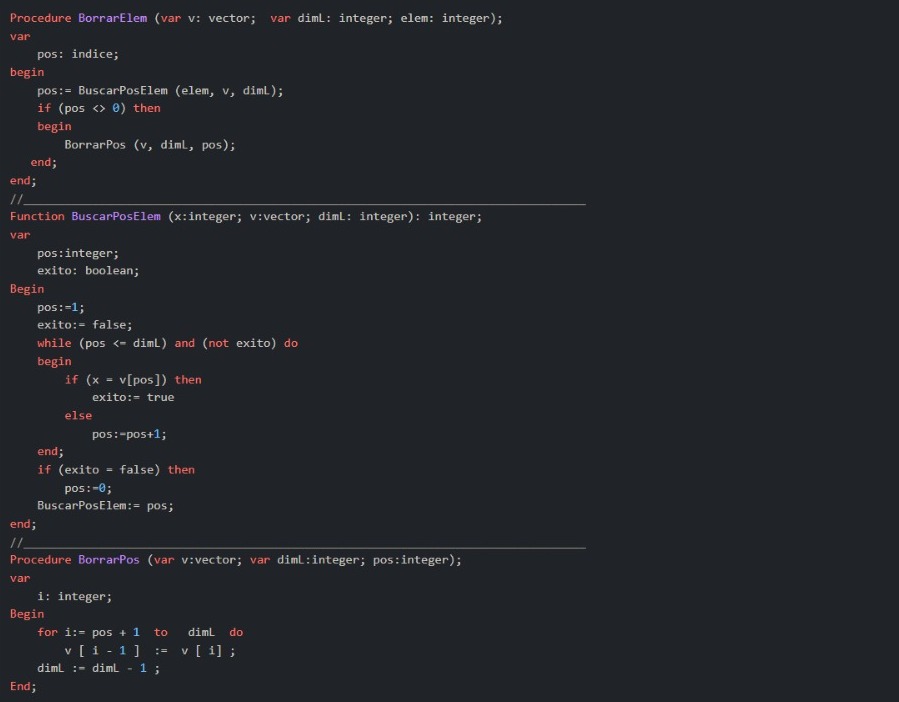 Procedure BorrarElem (var v: vector;  var dimL: integer; elem: integer);
var
    pos: indice;
begin
    pos:= BuscarPosElem (elem, v, dimL);
    if (pos <> 0) then
    begin
        BorrarPos (v, dimL, pos);
   end;
end;
//___________________________________________________________________________________
Function BuscarPosElem (x:integer; v:vector; dimL: integer): integer;
var
    pos:integer;
    exito: boolean;
Begin
    pos:=1;
    exito:= false;
    while (pos <= dimL) and (not exito) do
    begin
        if (x = v[pos]) then
            exito:= true
        else
            pos:=pos+1;
    end;
    if (exito = false) then
        pos:=0;
    BuscarPosElem:= pos;
end;
//___________________________________________________________________________________
Procedure BorrarPos (var v:vector; var dimL:integer; pos:integer);
var
    i: integer;
Begin
    for i:= pos + 1  to   dimL  do
        v [ i - 1 ]  :=  v [ i] ;
    dimL := dimL - 1 ;
End;